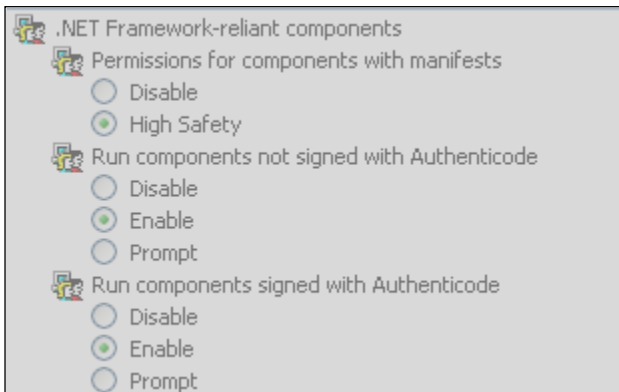 .NET Framework-reliant components
Permissions for components with manifests
Disable
High Safety
Run components not signed with Authenticode
Disable
Enable
Prompt
Run components signed with Authenticode
Disable
Enable
Prompt